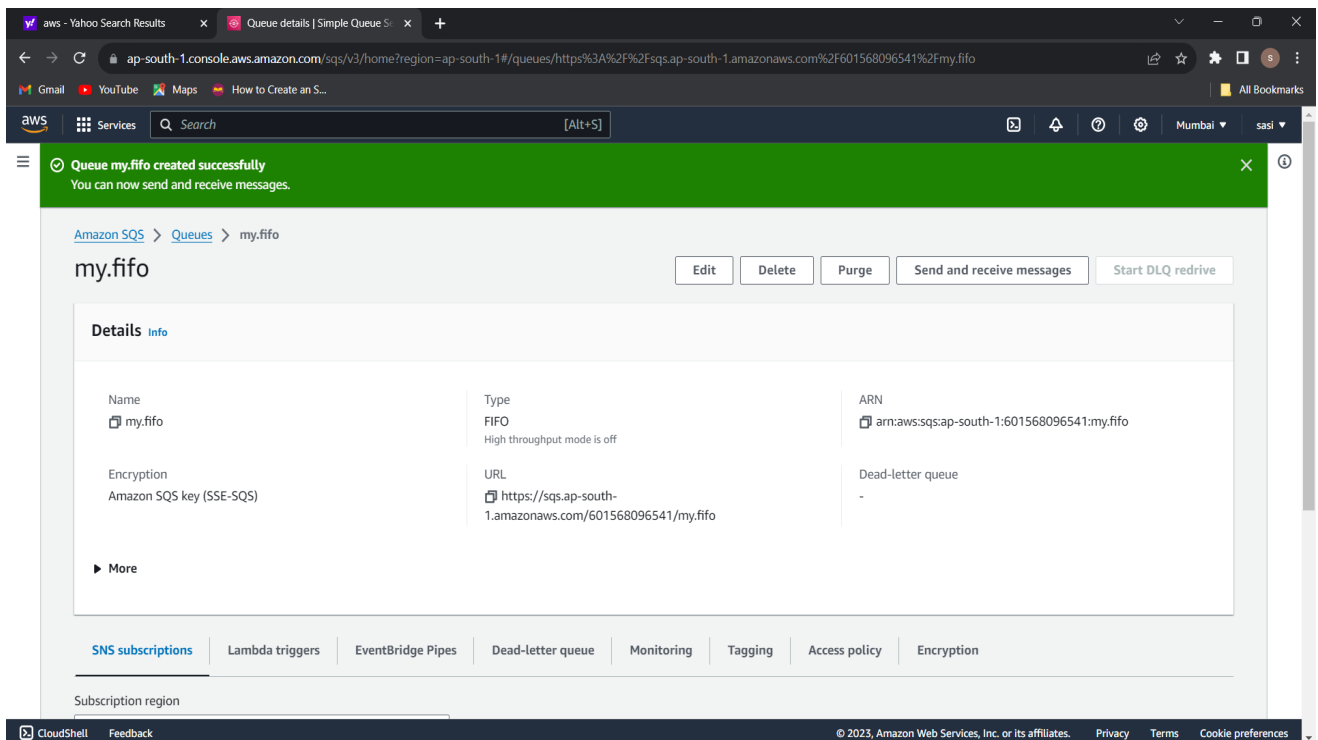 aws - Yahoo Search Results
Queue details | Simple Queue Se
ap-south-1.console.aws.amazon.com/sqs/v3/home?region=ap-south-1#/queues/https%3A%2F%2Fsqs.ap-south-1.amazonaws.com%2F601568096541%2Fmy.fifo
S
Gmail YouTube Maps How to Create an S... All Bookmarks
aws Services Search [Alt+S] Mumbai sasi
Queue my.fifo created successfully
You can now send and receive messages.
Amazon SQS > Queues > my.fifo
my.fifo Edit Delete Purge Send and receive messages Start DLQ redrive
Details Info
Name Type ARN
my.fifo FIFO arn:aws:sqs:ap-south-1:601568096541:my.fifo
High throughput mode is off
Encryption URL Dead-letter queue
Amazon SQS key (SSE-SQS) https://sqs.ap-south- -
1.amazonaws.com/601568096541/my.fifo
More
SNS subscriptions Lambda triggers EventBridge Pipes Dead-letter queue Monitoring Tagging Access policy Encryption
Subscription region
CloudShell Feedback © 2023, Amazon Web Services, Inc. or its affiliates. Privacy Terms Cookie preferences